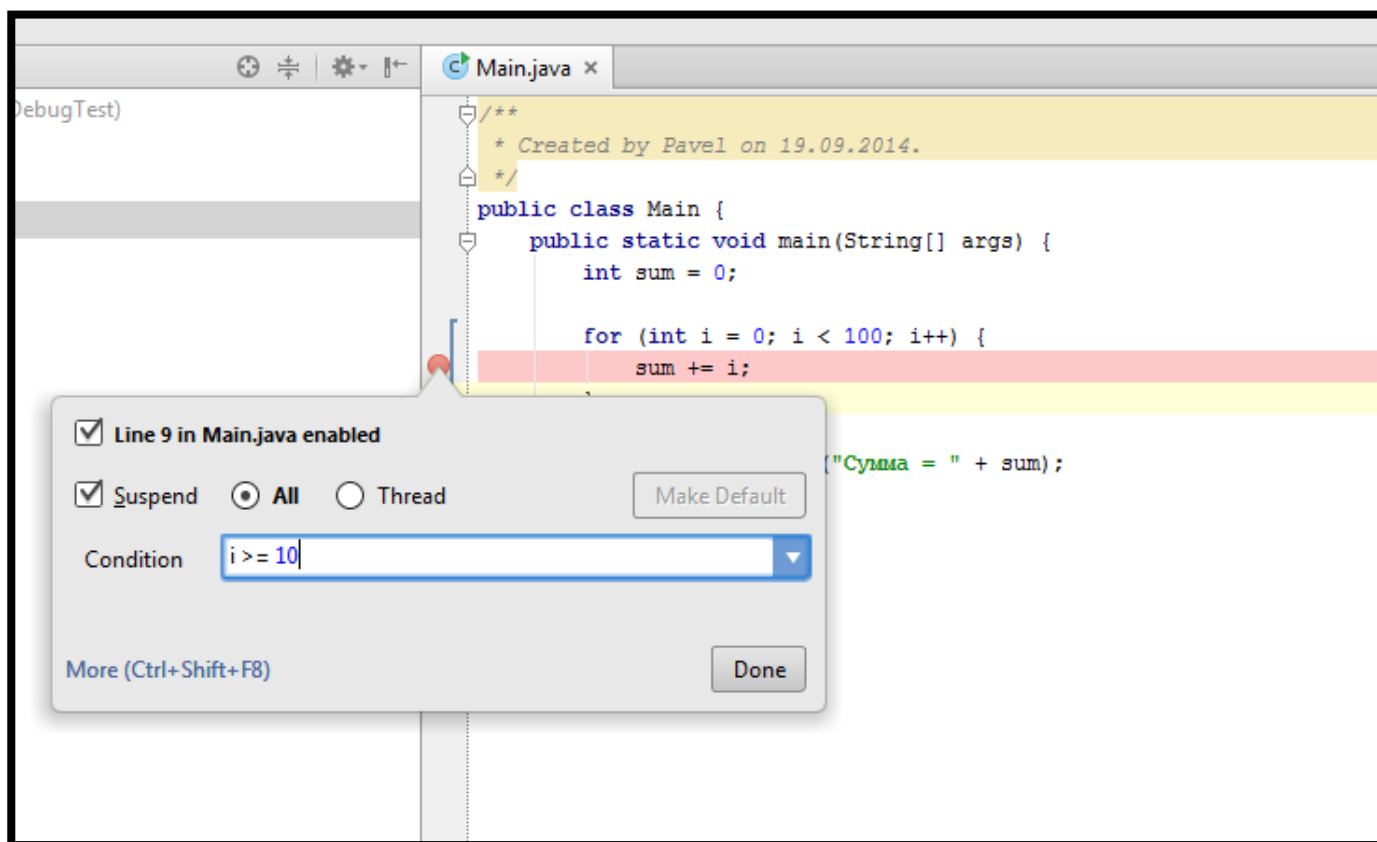 Main.java
DebugTest)
/**
* Created by Pavel on 19.09.2014.
*/
public class Main {
public static void main(String[] args) {
int sum = 0;
for (int i = 0; i < 100; i++) {
sum += i;
Line 9 in Main.java enabled
("Сумма = " + sum);
Suspend All Thread Make Default
Condition i >= 10
More (Ctrl+Shift+F8) Done